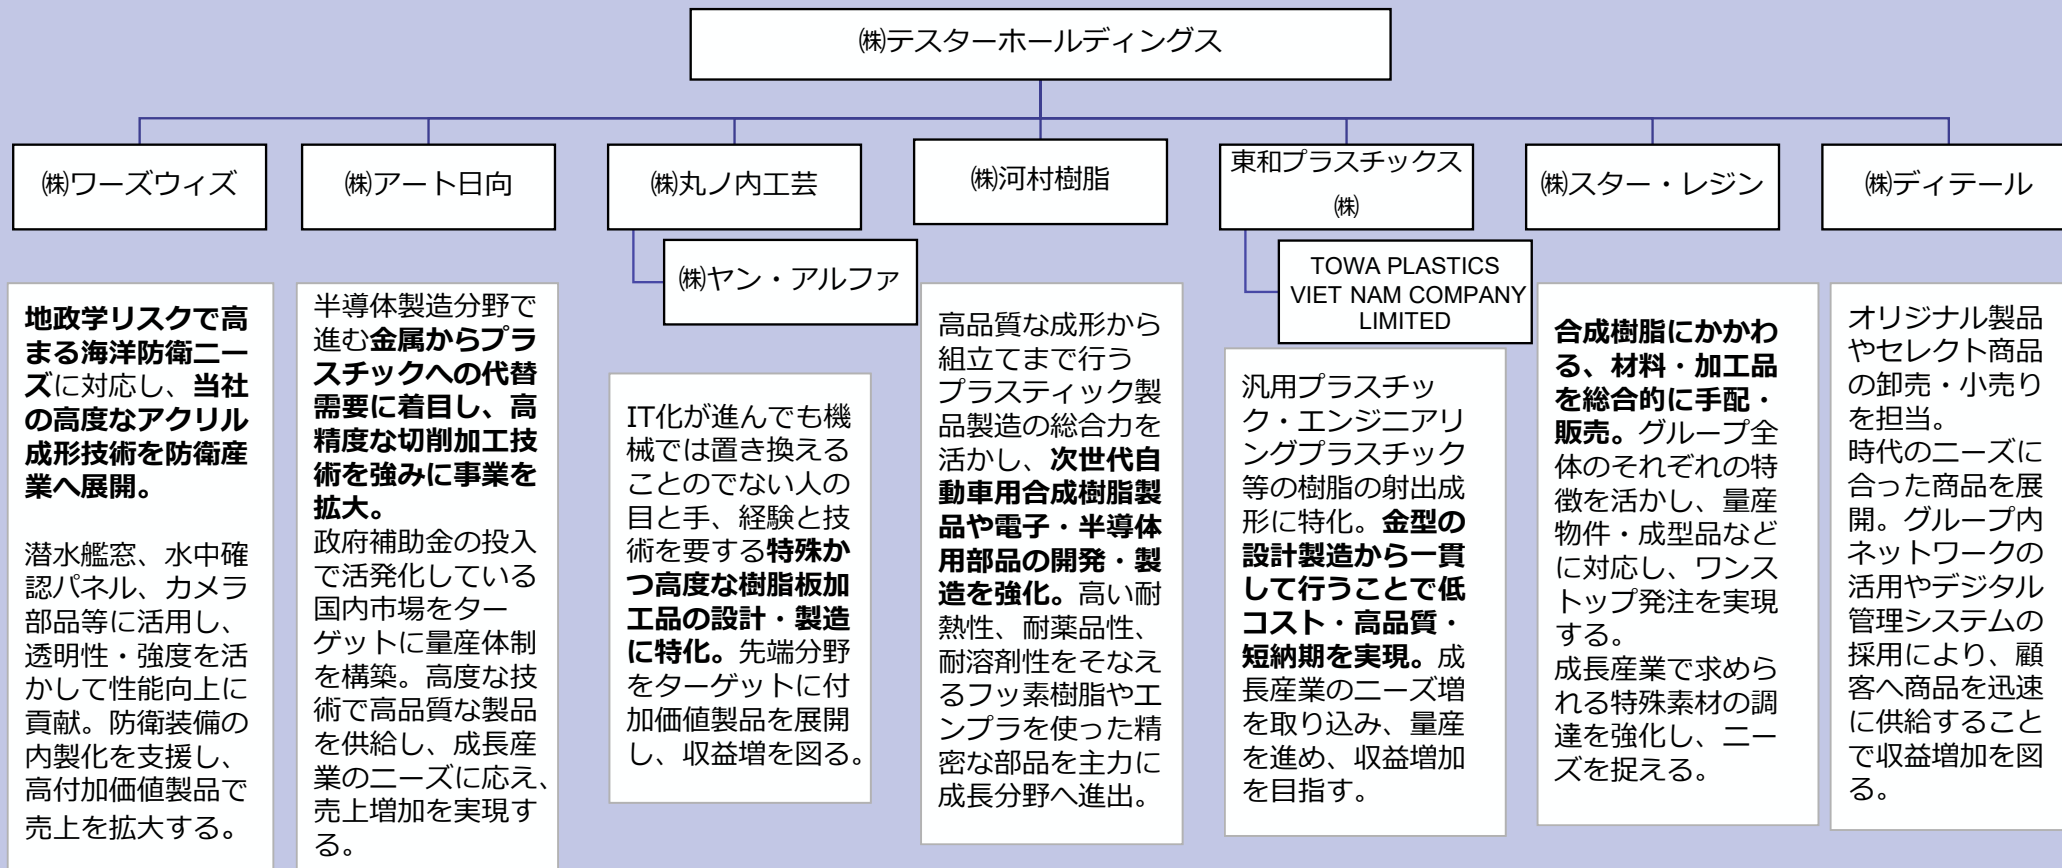 ㈱テスターホールディングス
㈱ワーズウィズ
㈱アート日向
㈱丸ノ内工芸
㈱河村樹脂
東和プラスチックス
㈱
㈱スター・レジン
㈱ディテール
㈱ヤン・アルファ
TOWA PLASTICS
VIET NAM COMPANY
LIMITED
地政学リスクで高
まる海洋防衛ニー
ズに対応し、当社
の高度なアクリル
成形技術を防衛産
業へ展開。
潜水艦窓、水中確
認パネル、カメラ
部品等に活用し、
透明性・強度を活
かして性能向上に
貢献。防衛装備の
内製化を支援し、
高付加価値製品で
売上を拡大する。
半導体製造分野で
進む金属からプラ
スチックへの代替
需要に着目し、高
精度な切削加工技
術を強みに事業を
拡大。
政府補助金の投入
で活発化している
国内市場をター
ゲットに量産体制
を構築。高度な技
術で高品質な製品
を供給し、成長産
業のニーズに応え、
売上増加を実現す
る。
IT化が進んでも機
械では置き換える
ことのでない人の
目と手、経験と技
術を要する特殊か
つ高度な樹脂板加
工品の設計・製造
に特化。先端分野
をターゲットに付
加価値製品を展開
し、収益増を図る。
高品質な成形から
組立てまで行う
プラスティック製
品製造の総合力を
活かし、次世代自
動車用合成樹脂製
品や電子・半導体
用部品の開発・製
造を強化。高い耐
熱性、耐薬品性、
耐溶剤性をそなえ
るフッ素樹脂やエ
ンプラを使った精
密な部品を主力に
成長分野へ進出。
汎用プラスチッ
ク・エンジニアリ
ングプラスチック
等の樹脂の射出成
形に特化。金型の
設計製造から一貫
して行うことで低
コスト・高品質・
短納期を実現。成
長産業のニーズ増
を取り込み、量産
を進め、収益増加
を目指す。
合成樹脂にかかわ
る、材料・加工品
を総合的に手配・
販売。グループ全
体のそれぞれの特
徴を活かし、量産
物件・成型品など
に対応し、ワンス
トップ発注を実現
する。
成長産業で求めら
れる特殊素材の調
達を強化し、ニー
ズを捉える。
オリジナル製品
やセレクト商品
の卸売・小売り
を担当。
時代のニーズに
合った商品を展
開。グループ内
ネットワークの
活用やデジタル
管理システムの
採用により、顧
客へ商品を迅速
に供給すること
で収益増加を図
る。